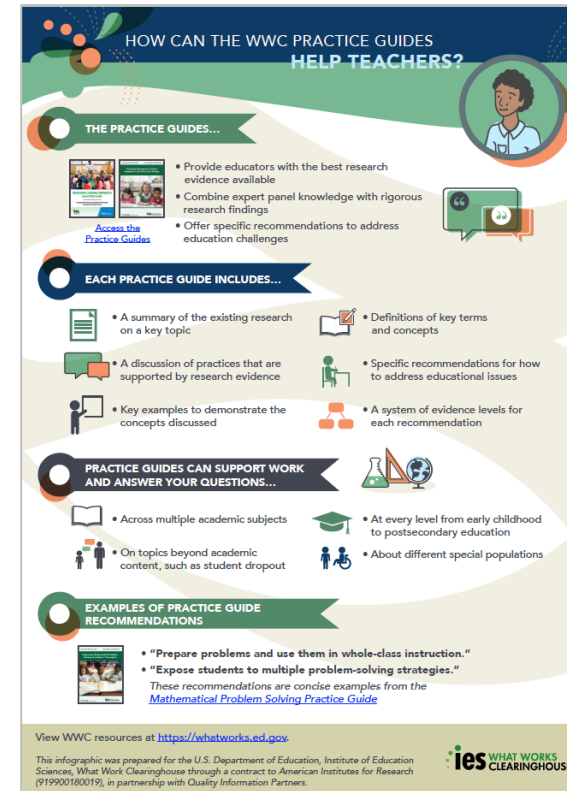 HOW CAN THE WWC PRACTICE GUIDES
HELP TEACHERS?
THE PRACTICE GUIDES...
• Provide educators with the best research
evidence available
• Combine expert panel knowledge with rigorous
research findings
• Offer specific recommendations to address
education challenges
Access the
Practice Guides
EACH PRACTICE GUIDE INCLUDES...
• A summary of the existing research
on a key topic
• Definitions of key terms
and concepts
• A discussion of practices that are
supported by research evidence
• Specific recommendations for how
to address educational issues
• Key examples to demonstrate the
concepts discussed
• A system of evidence levels for
each recommendation
PRACTICE GUIDES CAN SUPPORT WORK
AND ANSWER YOUR QUESTIONS...
• Across multiple academic subjects
• At every level from early childhood
to postsecondary education
• On topics beyond academic
content, such as student dropout
• About different special populations
EXAMPLES OF PRACTICE GUIDE
RECOMMENDATIONS
• "Prepare problems and use them in whole-class instruction."
• "Expose students to multiple problem-solving strategies."
These recommendations are concise examples from the
Mathematical Problem Solving Practice Guide
View WWC resources at https://whatworks.ed.gov.
This infographic was prepared for the U.S. Department of Education, Institute of Education
Sciences, What Work Clearinghouse through a contract to American Institutes for Research
(919900180019), in partnership with Quality Information Partners.
ies WHAT WORKS
CLEARINGHOUS